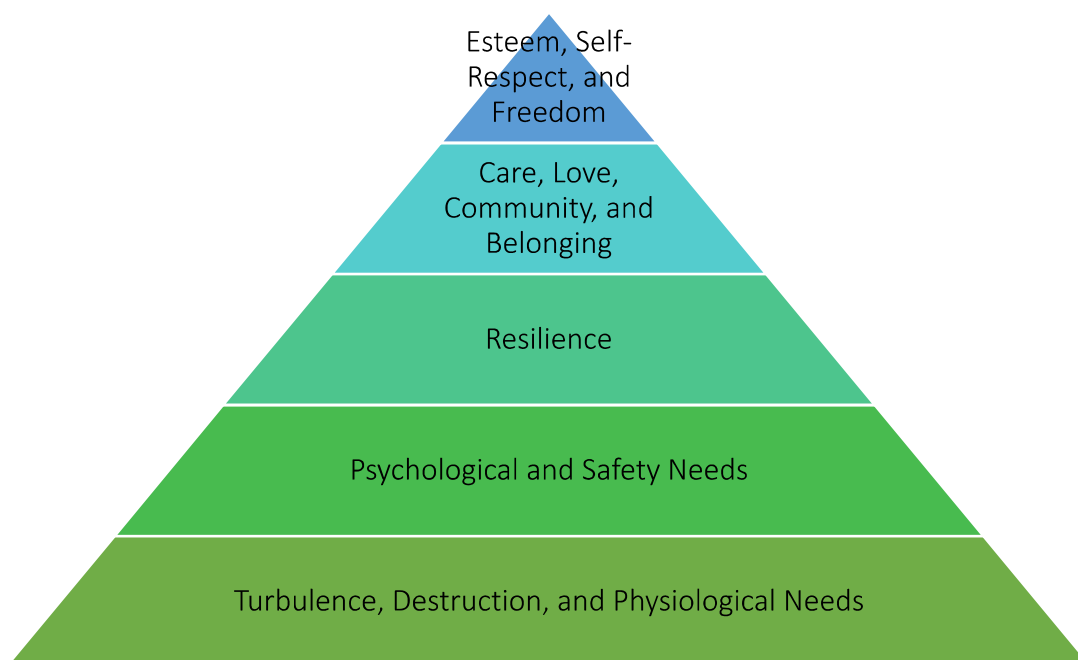 Esteem, Self-
Respect, and
Freedom
Care, Love,
Community, and
Belonging
Resilience
Psychological and Safety Needs
Turbulence, Destruction, and Physiological Needs